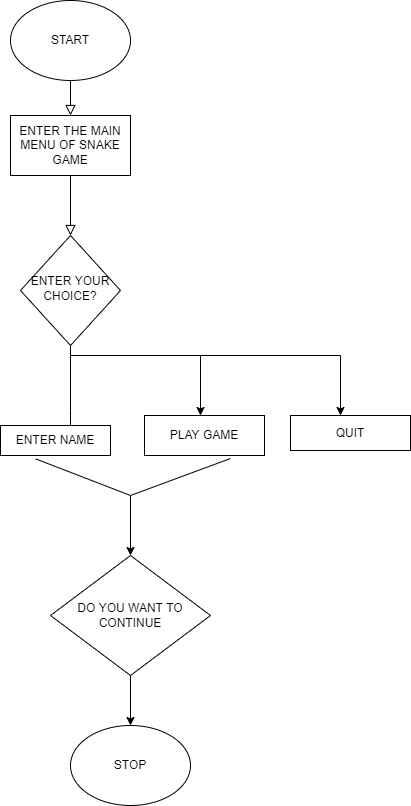 START
ENTER THE MAIN
MENU OF SNAKE
GAME
ENTER YOUR
CHOICE?
ENTER NAME
PLAY GAME
QUIT
DO YOU WANT TO
CONTINUE
STOP